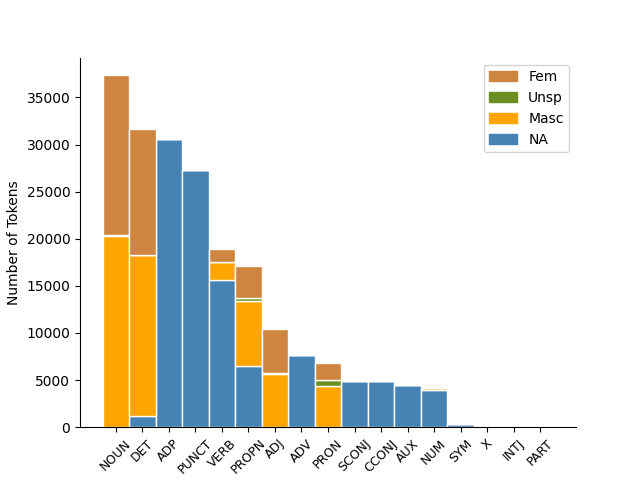 Fem
Unsp
Masc
NA
35000
30000
25000
20000
15000
10000
5000
0
Number of Tokens
NOUN
DET
ADP
PUNCT
VERB
PROPN
ADJ
ADV
PRON
SCONJ
CCONJ
AUX
NUM
SYM
X
INTJ
PART